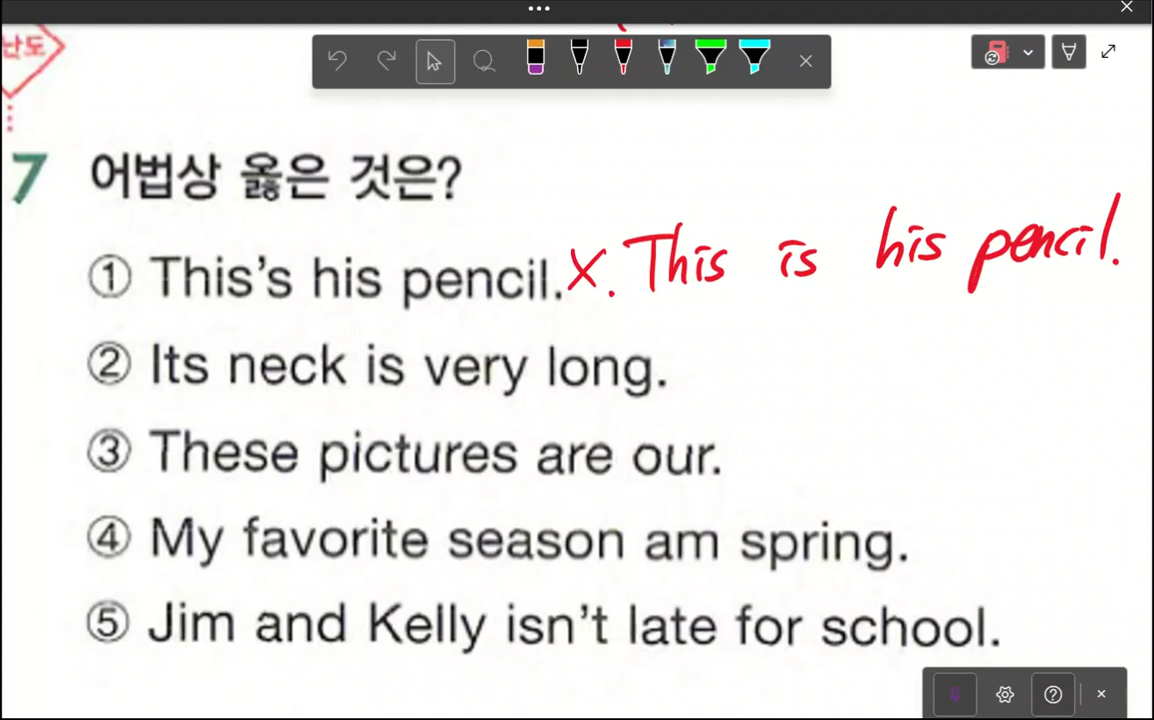 난도
7 어법상 옳은 것은?
① This's his pencil. X. This is his pencil.
② Its neck is very long.
③ These pictures are our.
④ My favorite season am spring.
⑤ Jim and Kelly isn't late for school.